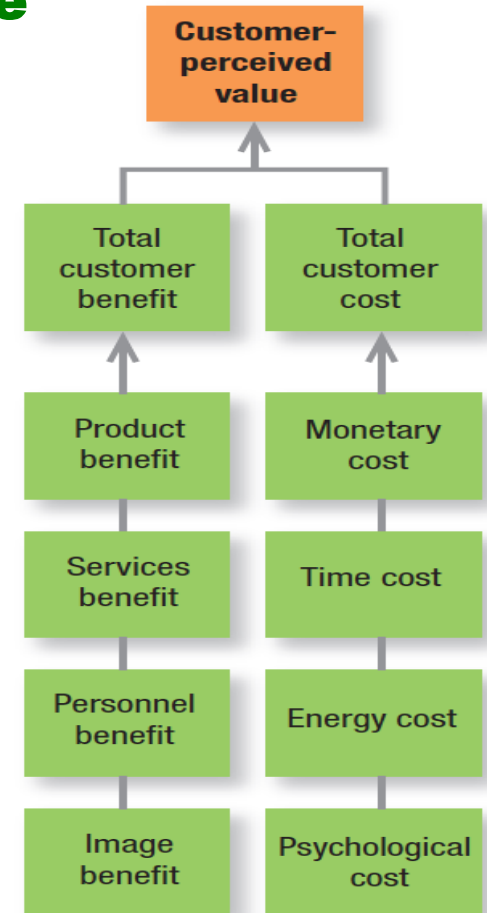 e
Customer-
perceived
value
Total
customer
benefit
Total
customer
cost
Product
benefit
Monetary
cost
Services
benefit
Time cost
Personnel
benefit
Energy cost
Image
benefit
Psychological
cost